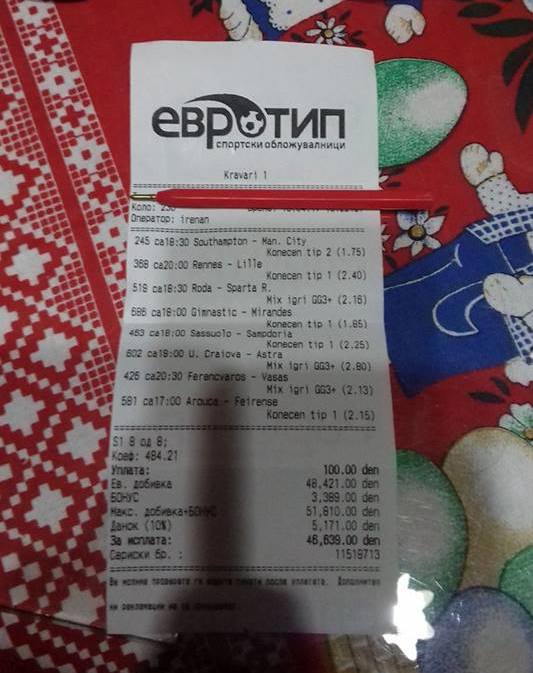 ЕВРОТИП
спортски обложувалници
Kravari 1
Коло: 230
Оператор: irenan
245 ca18:30 Southampton - Man. City
Konecen tip 2 (1.75)
368 ca20:00 Rennes - Lille
Konecen tip 1 (2.40)
519 ca18:30 Roda - Sparta R.
Mix igri GG3+ (2.16)
686 ca18:00 Gimnastic - Mirandes
Konecen tip 1 (1.85)
463 ca18:00 Sassuolo - Sampdoria
Konecen tip 1 (2.25)
602 ca19:00 U. Craiova - Astra
Mix igri GG3+ (2.80)
426 ca20:30 Ferencvaros - Vasas
Mix igri GG3+ (2.13)
581 ca17:00 Arouca - Feirense
Konecen tip 1 (2.15)
S1 8 од 8;
Коеф: 484.21
Уплата: 100.00 den
Ев. добивка 48,421.00 den
БОНУС 3,389.00 den
Макс. добивка+БОНУС 51,810.00 den
Данок (10%) 5,171.00 den
За исплата: 46,639.00 den
Сериски бр. : 11519713
Ве молиме проверете ги вашите типови после уплатата. Дополнител
ни рекламации не се